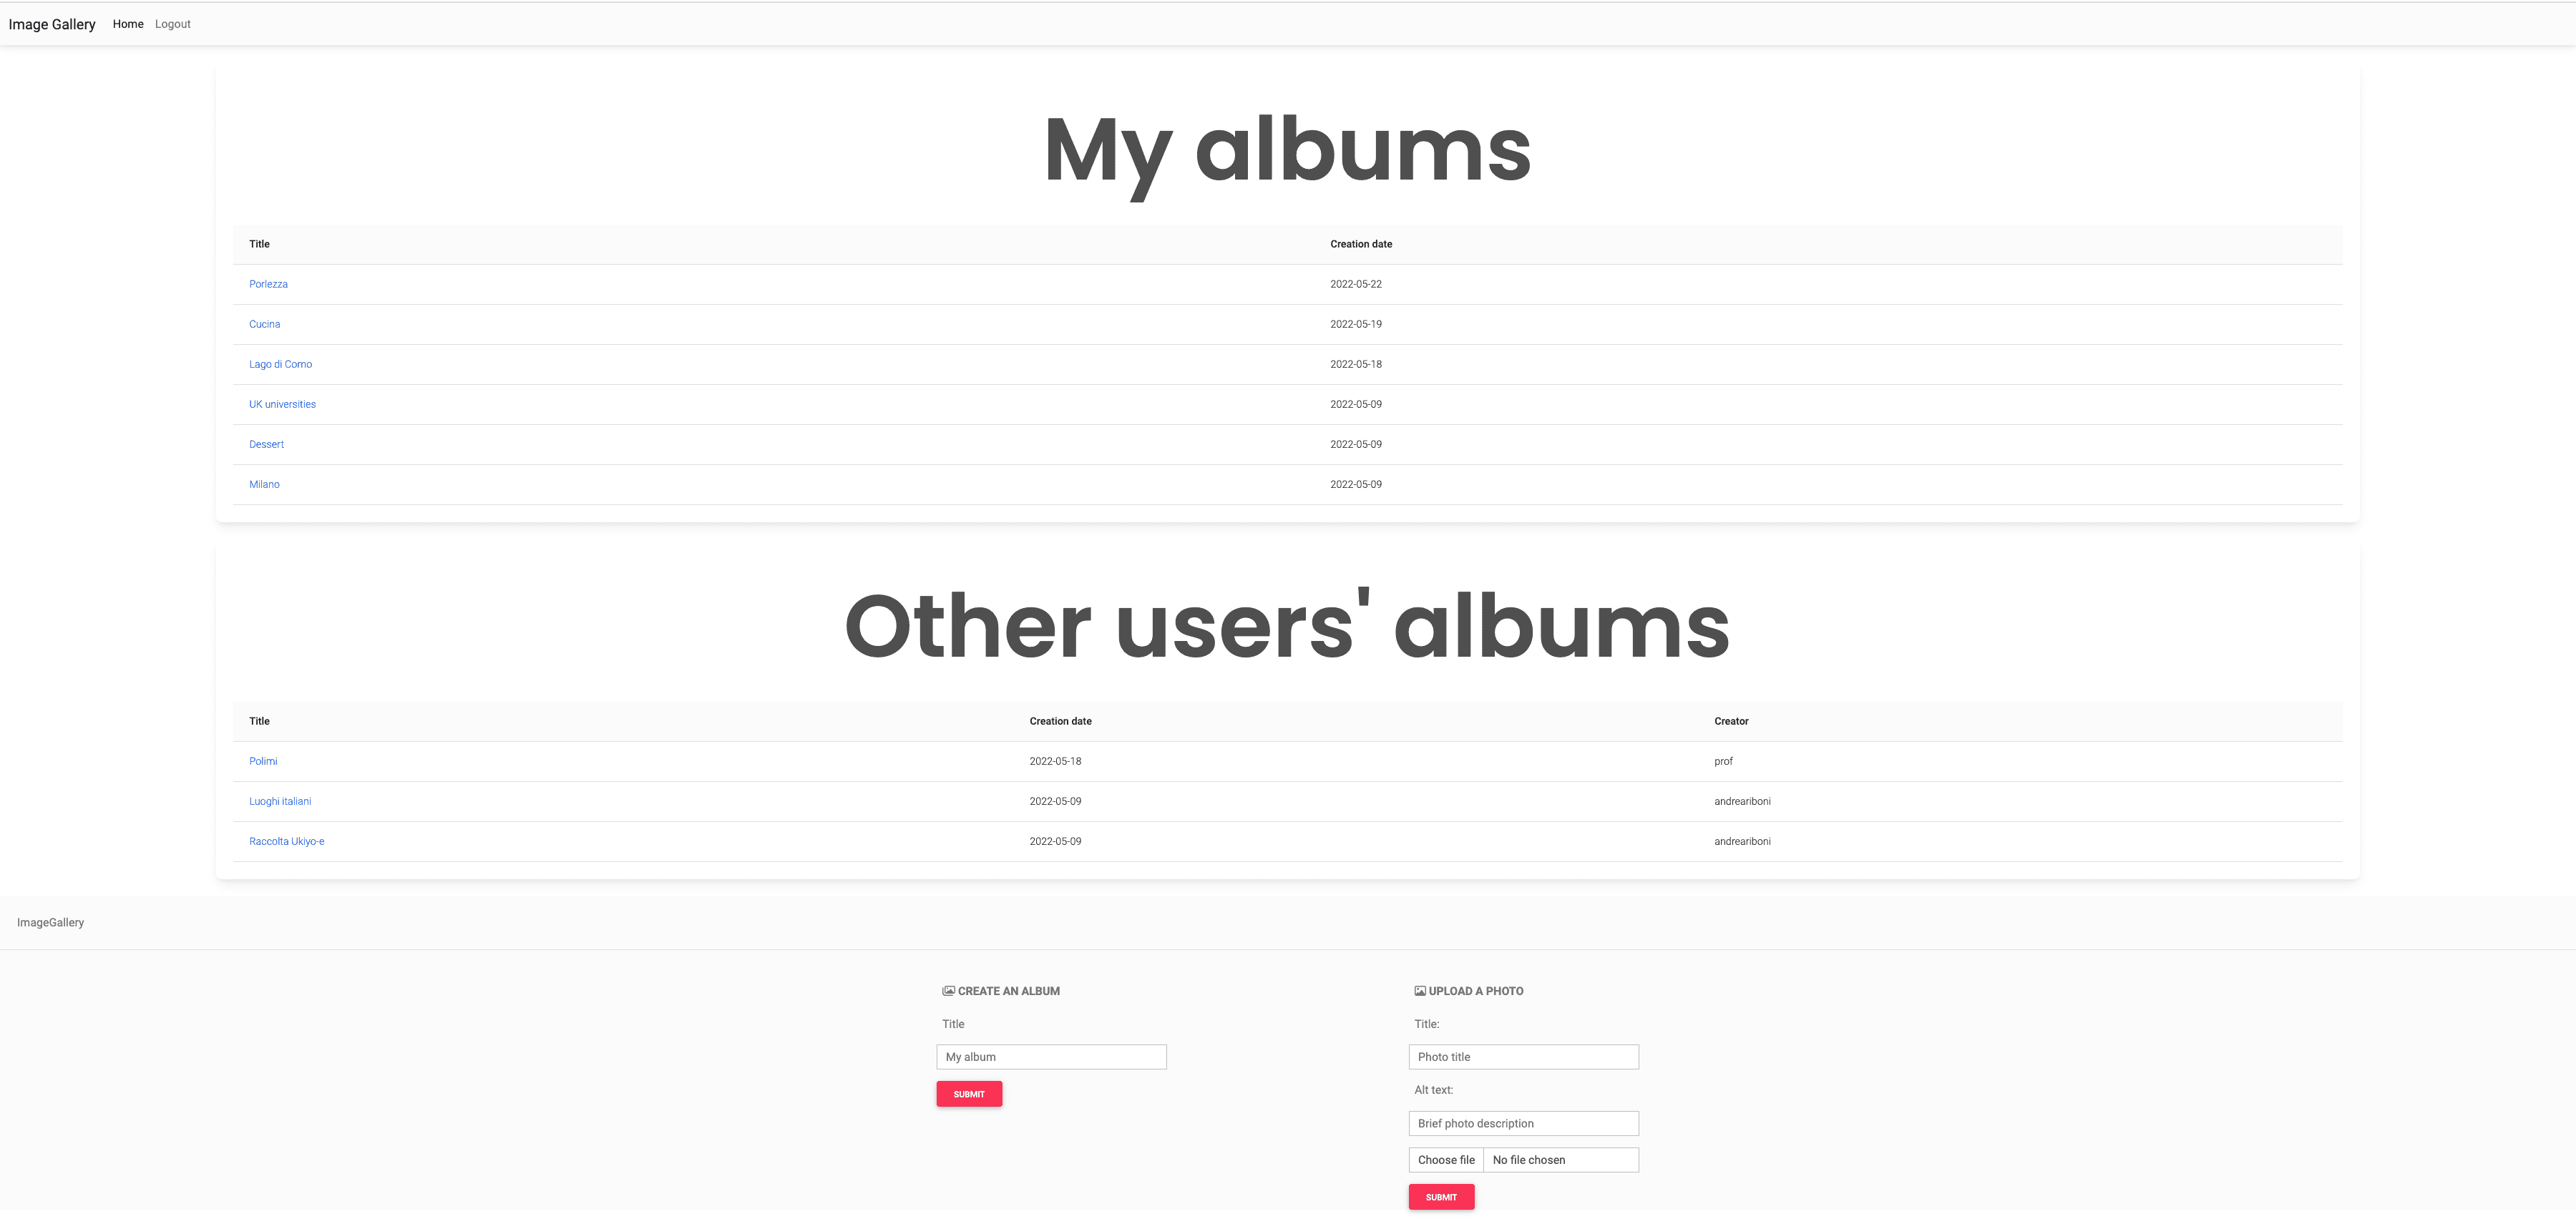 Image Gallery Home Logout
My albums
Title Creation date
Porlezza 2022-05-22
Cucina 2022-05-19
Lago di Como 2022-05-18
UK universities 2022-05-09
Dessert 2022-05-09
Milano 2022-05-09
Other users' albums
Title Creation date Creator
Polimi 2022-05-18 prof
Luoghi italiani 2022-05-09 andreariboni
Raccolta Ukiyo-e 2022-05-09 andreariboni
ImageGallery
CREATE AN ALBUM
Title
My album
SUBMIT
UPLOAD A PHOTO
Title:
Photo title
Alt text:
Brief photo description
Choose file No file chosen
SUBMIT